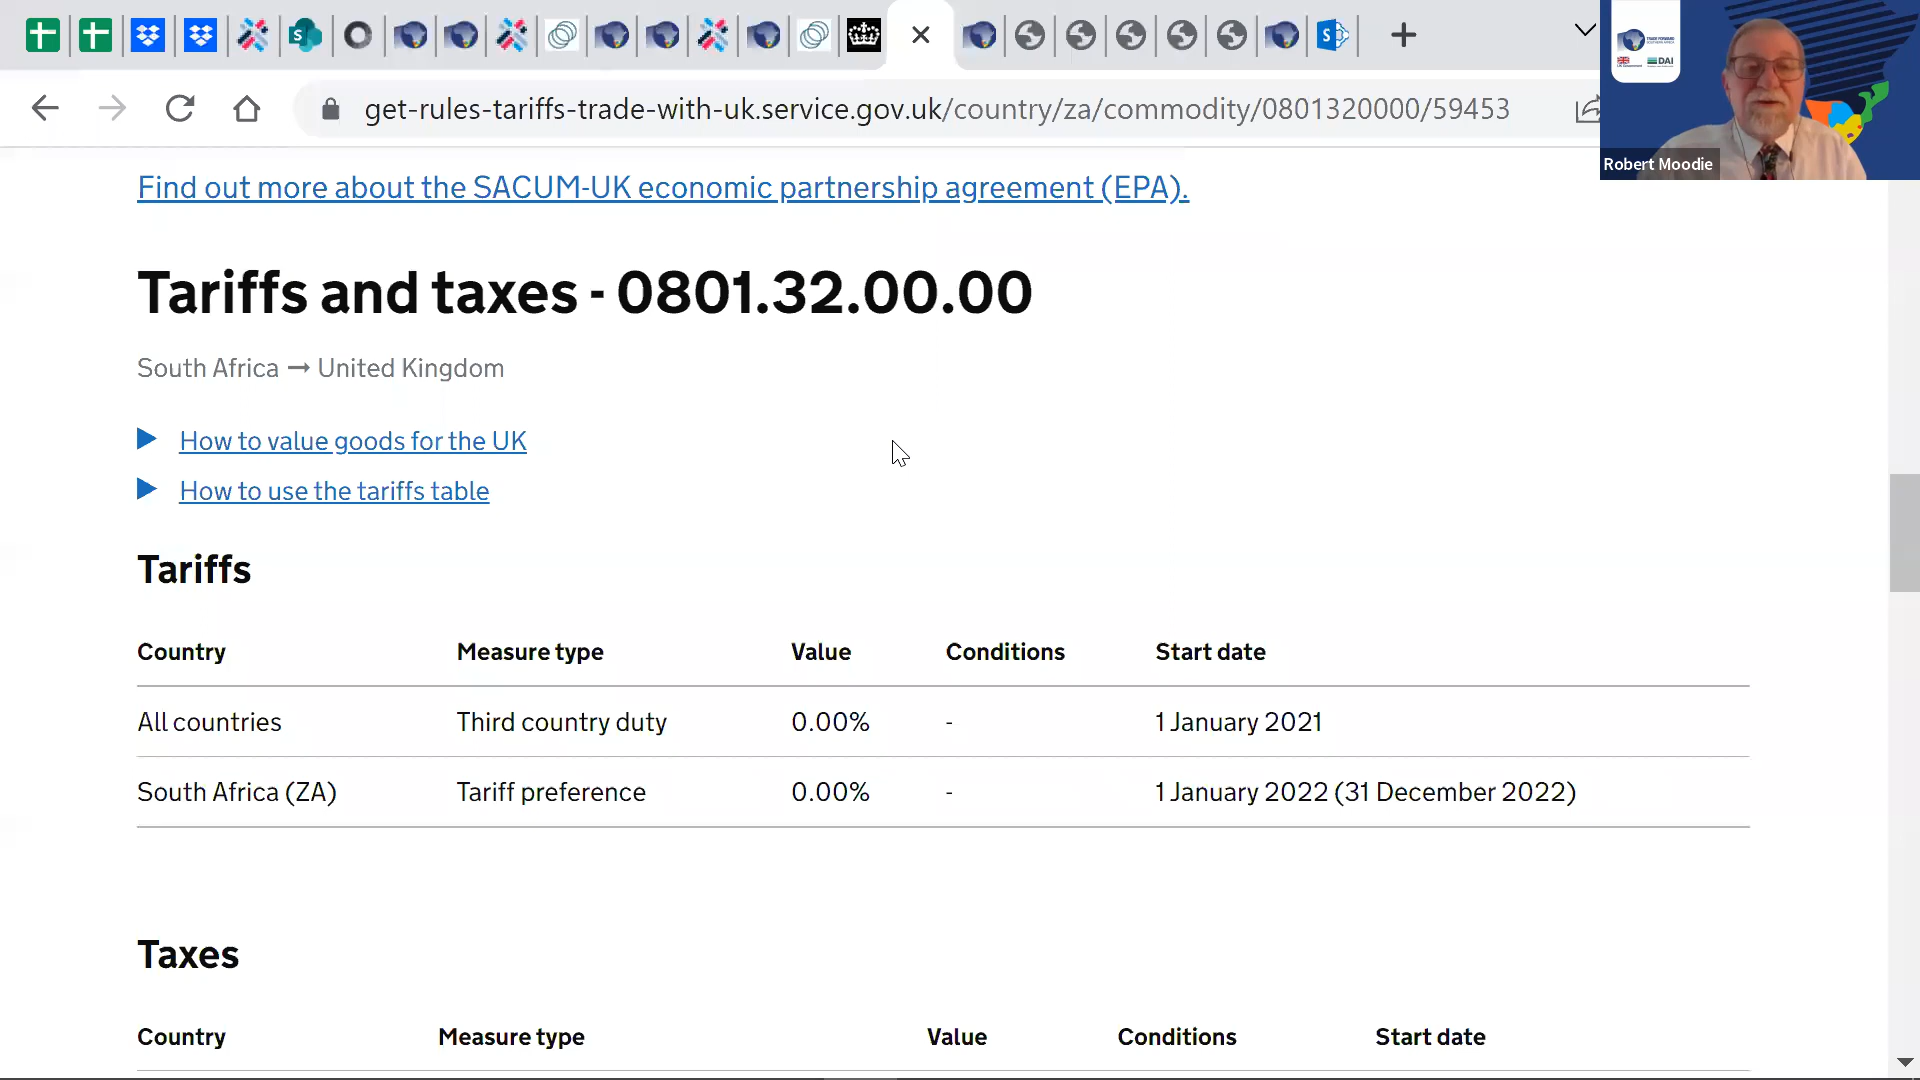 get-rules-tariffs-trade-with-uk.service.gov.uk/country/za/commodity/0801320000/59453
Robert Moodie
DAI
Find out more about the SACUM-UK economic partnership agreement (EPA).
Tariffs and taxes - 0801.32.00.00
South Africa → United Kingdom
How to value goods for the UK
How to use the tariffs table
Tariffs
Country Measure type Value Conditions Start date
All countries Third country duty 0.00% - 1 January 2021
South Africa (ZA) Tariff preference 0.00% - 1 January 2022 (31 December 2022)
Taxes
Country Measure type Value Conditions Start date